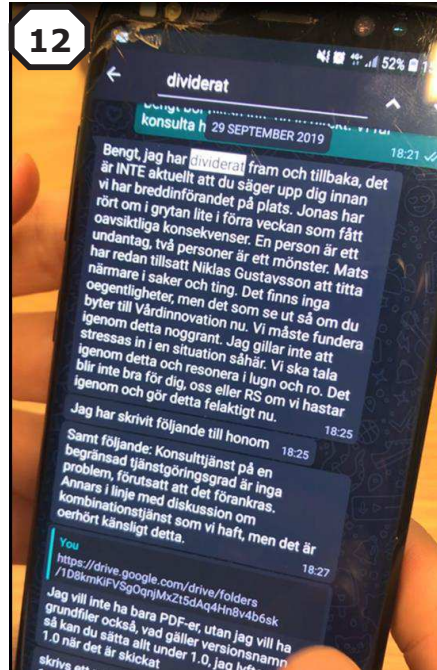 12
52%
dividerat
konsulta h
29 SEPTEMBER 2019
18:21
Bengt, jag har dividerat fram och tillbaka, det
är INTE aktuellt att du säger upp dig innan
vi har breddinförandet på plats. Jonas har
rört om i grytan lite i förra veckan som fått
oavsiktliga konsekvenser. En person är ett
undantag, två personer är ett mönster. Mats
har redan tillsatt Niklas Gustavsson att titta
närmare i saker och ting. Det finns inga
oegentligheter, men det som se ut så om du
byter till Vårdinnovation nu. Vi måste fundera
igenom detta noggrant. Jag gillar inte att
stressas in i en situation såhär. Vi ska tala
igenom detta och resonera i lugn och ro. Det
blir inte bra för dig, oss eller RS om vi hastar
igenom och gör detta felaktigt nu.
18:25
Jag har skrivit följande till honom
18:25
Samt följande: Konsulttjänst på en
begränsad tjänstgöringsgrad är inga
problem, förutsatt att det förankras.
Annars i linje med diskussion om
kombinationstjänst som vi haft, men det är
oerhört känsligt detta.
18:27
You
https://drive.google.com/drive/folders
/1D8kmKiFVSgOqnjMxZt5dAq4Hn8v4b6sk
Jag vill inte ha bara PDF-er, utan jag vill ha
grundfiler också, vad gäller versionsnamn
så kan du sätta allt under 1.0, jag
1.0 när det är skickat
skrivs ett